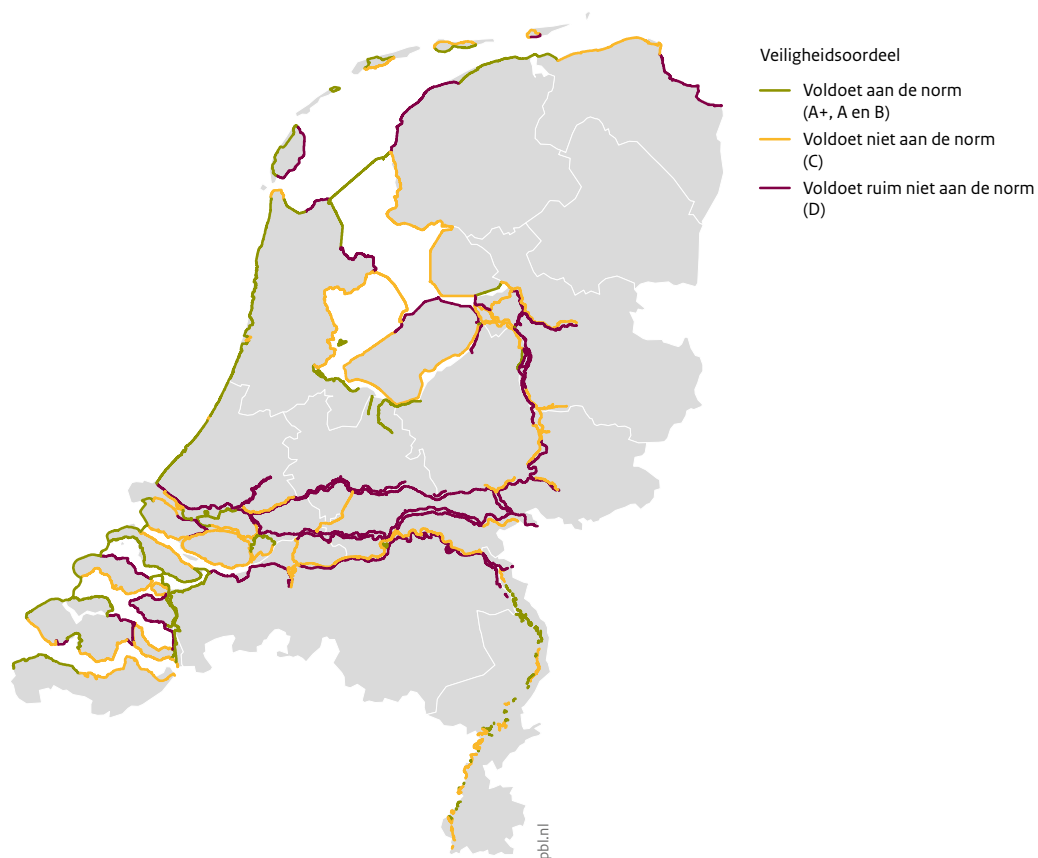 Veiligheidsoordeel
Voldoet aan de norm
(A+, A en B)
Voldoet niet aan de norm
(C)
Voldoet ruim niet aan de norm
(D)
pbl.nl